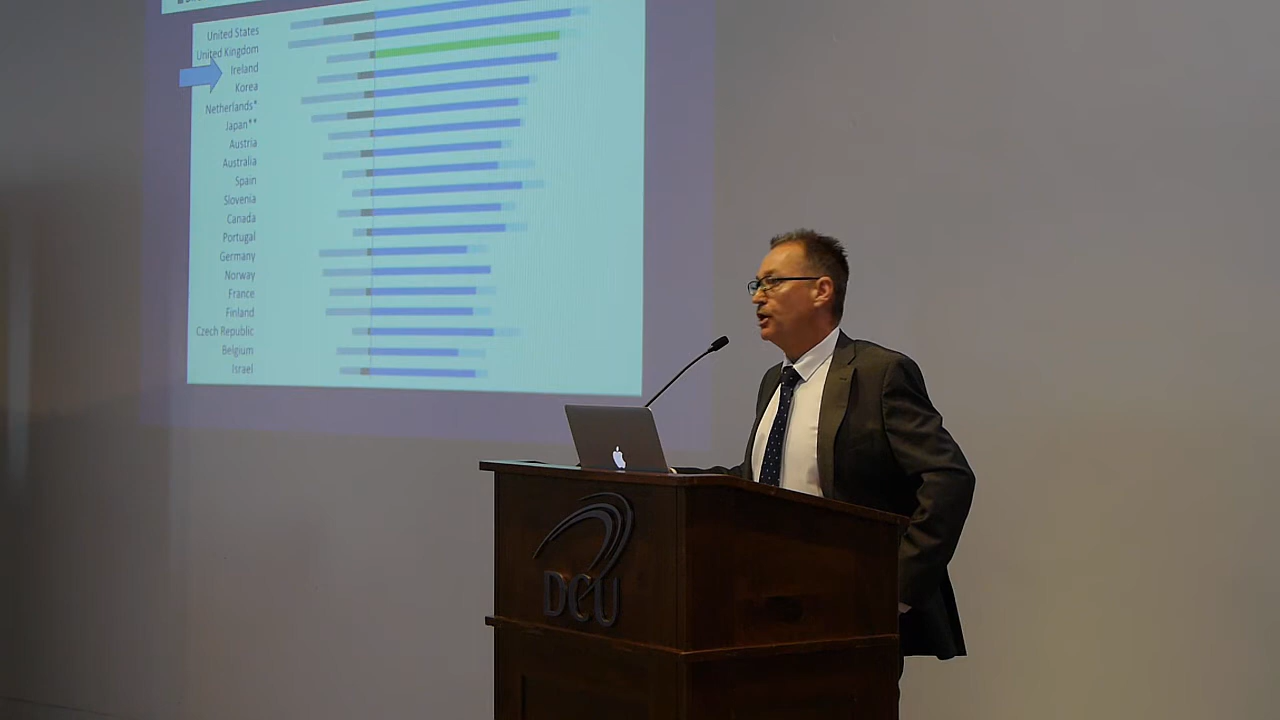 United States
United Kingdom
Ireland
Korea
Netherlands*
Japan**
Austria
Australia
Spain
Slovenia
Canada
Portugal
Germany
Norway
France
Finland
Czech Republic
Belgium
Israel
DCU